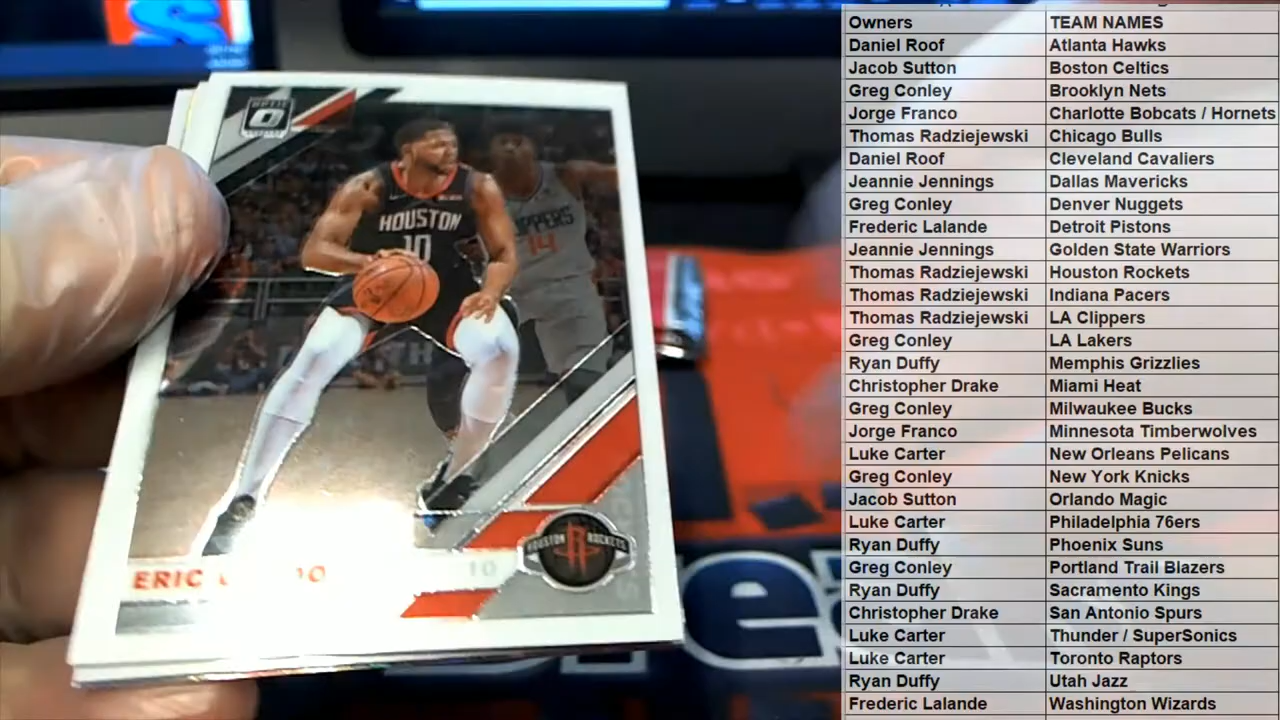 S
OPTIC
HOUSTON
10
CLIPPERS
14
ERIC
10
HOUSTON ROCKETS
Owners TEAM NAMES
Daniel Roof Atlanta Hawks
Jacob Sutton Boston Celtics
Greg Conley Brooklyn Nets
Jorge Franco Charlotte Bobcats / Hornets
Thomas Radziejewski Chicago Bulls
Daniel Roof Cleveland Cavaliers
Jeannie Jennings Dallas Mavericks
Greg Conley Denver Nuggets
Frederic Lalande Detroit Pistons
Jeannie Jennings Golden State Warriors
Thomas Radziejewski Houston Rockets
Thomas Radziejewski Indiana Pacers
Thomas Radziejewski LA Clippers
Greg Conley LA Lakers
Ryan Duffy Memphis Grizzlies
Christopher Drake Miami Heat
Greg Conley Milwaukee Bucks
Jorge Franco Minnesota Timberwolves
Luke Carter New Orleans Pelicans
Greg Conley New York Knicks
Jacob Sutton Orlando Magic
Luke Carter Philadelphia 76ers
Ryan Duffy Phoenix Suns
Greg Conley Portland Trail Blazers
Ryan Duffy Sacramento Kings
Christopher Drake San Antonio Spurs
Luke Carter Thunder / SuperSonics
Luke Carter Toronto Raptors
Ryan Duffy Utah Jazz
Frederic Lalande Washington Wizards